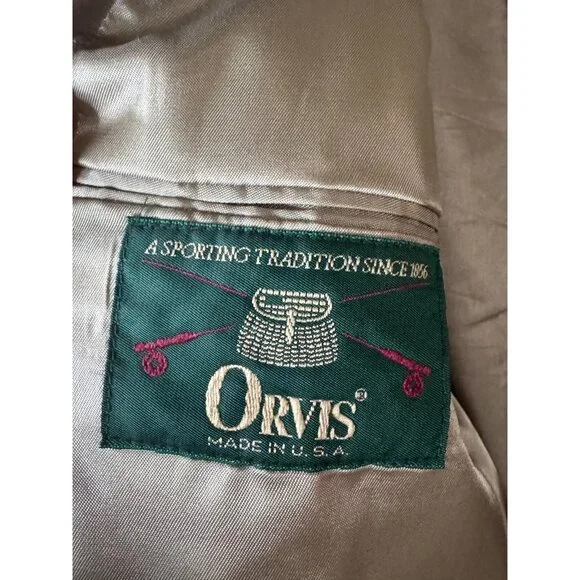 A SPORTING TRADITION SINCE 1856
ORVIS®
MADE IN U.S.A.